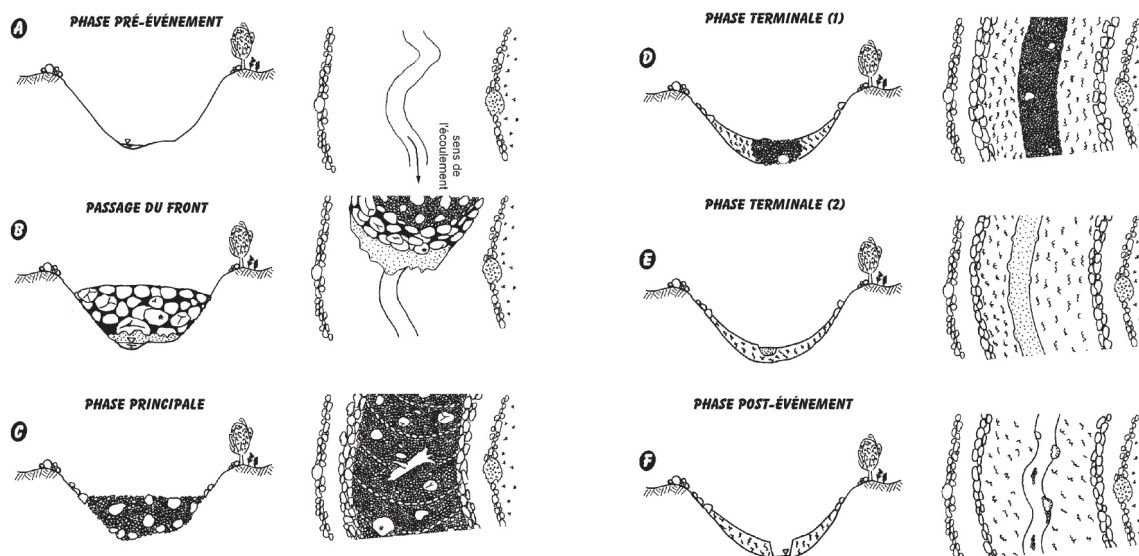 A
PHASE PRÉ-ÉVÉNEMENT
sens de
l'écoulement
B
PASSAGE DU FRONT
C
PHASE PRINCIPALE
D
PHASE TERMINALE (1)
E
PHASE TERMINALE (2)
F
PHASE POST-ÉVÉNEMENT